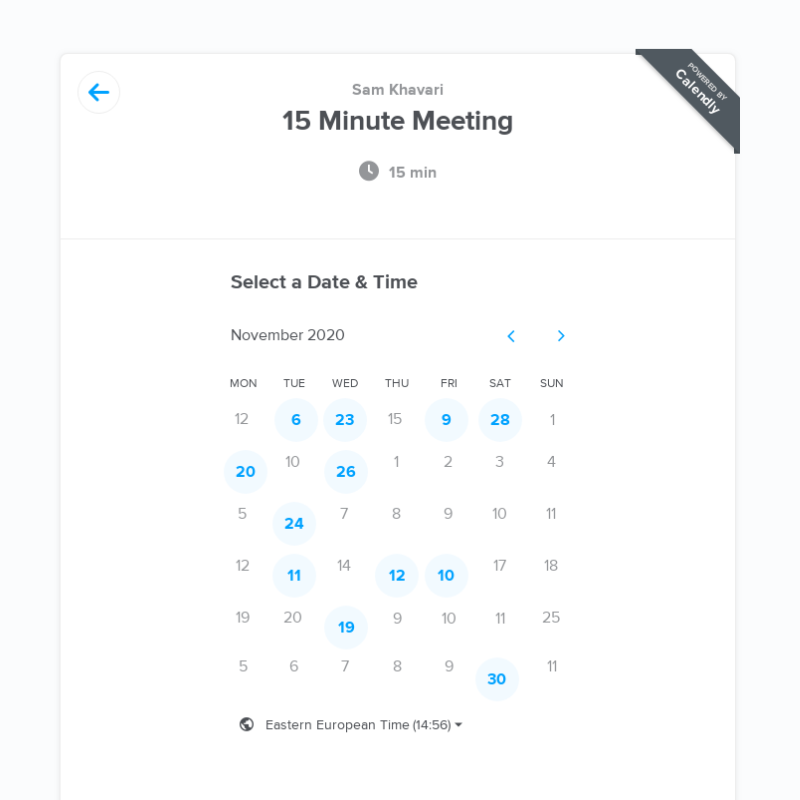 POWERED BY
Calendly
Sam Khavari
15 Minute Meeting
15 min
Select a Date & Time
November 2020
MON TUE WED THU FRI SAT SUN
12 6 23 15 9 28 1
20 10 26 1 2 3 4
5 24 7 8 9 10 11
12 11 14 12 10 17 18
19 20 19 9 10 11 25
5 6 7 8 9 30 11
Eastern European Time (14:56)